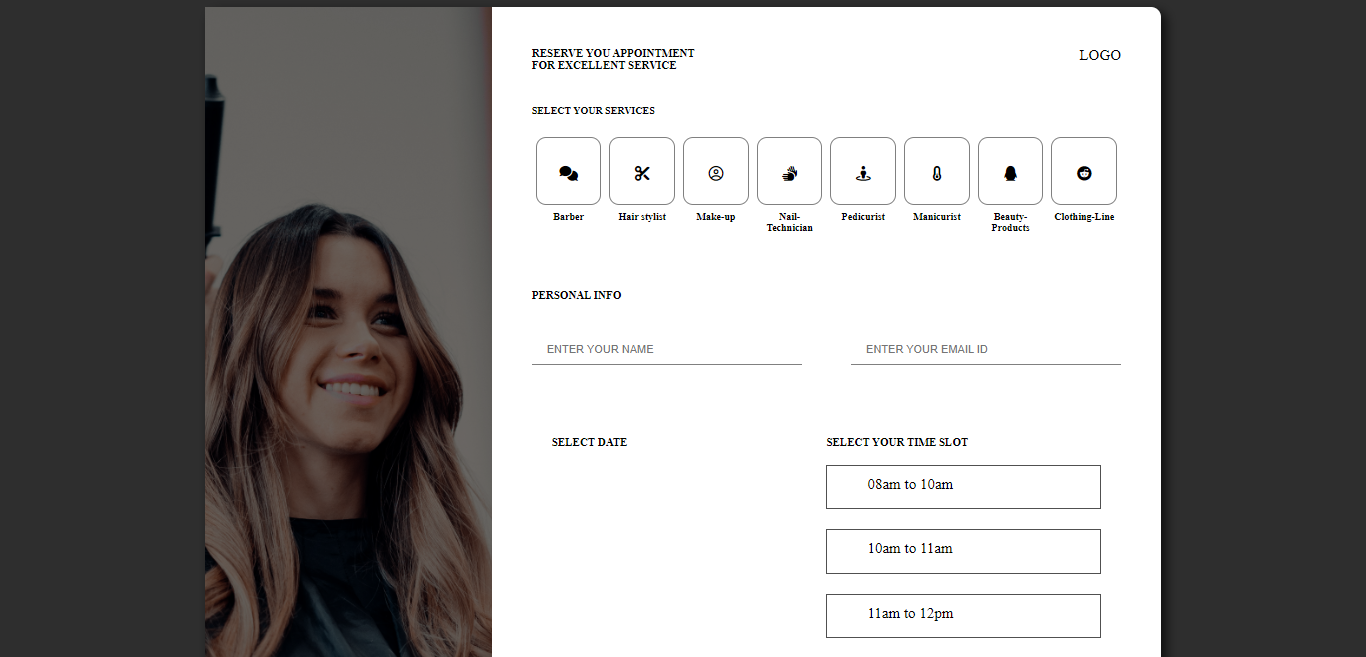 RESERVE YOU APPOINTMENT
FOR EXCELLENT SERVICE
LOGO
SELECT YOUR SERVICES
Barber
Hair stylist
Make-up
Nail-
Technician
Pedicurist
Manicurist
Beauty-
Products
Clothing-Line
PERSONAL INFO
ENTER YOUR NAME
ENTER YOUR EMAIL ID
SELECT DATE
SELECT YOUR TIME SLOT
08am to 10am
10am to 11am
11am to 12pm